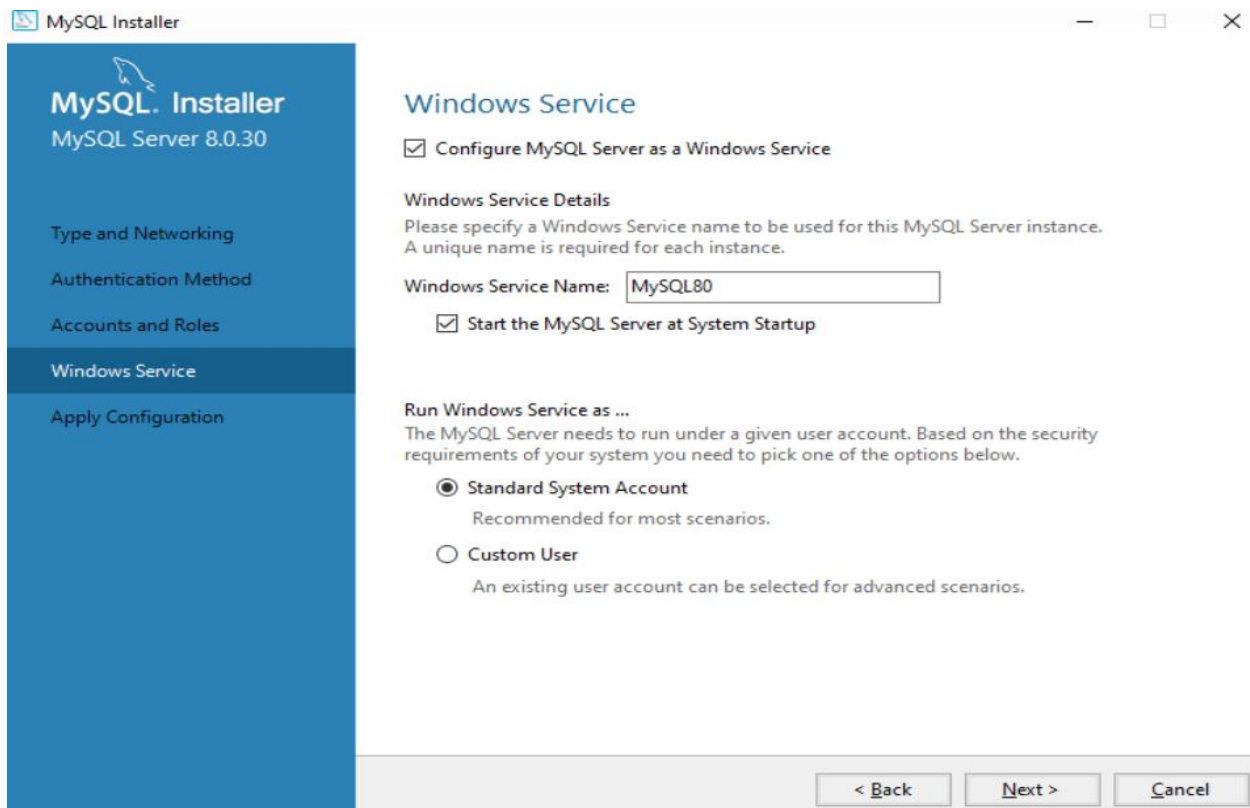 MySQL Installer
MySQL. Installer
MySQL Server 8.0.30
Type and Networking
Authentication Method
Accounts and Roles
Windows Service
Apply Configuration
Windows Service
Configure MySQL Server as a Windows Service
Windows Service Details
Please specify a Windows Service name to be used for this MySQL Server instance.
A unique name is required for each instance.
Windows Service Name: MySQL80
Start the MySQL Server at System Startup
Run Windows Service as ...
The MySQL Server needs to run under a given user account. Based on the security
requirements of your system you need to pick one of the options below.
Standard System Account
Recommended for most scenarios.
Custom User
An existing user account can be selected for advanced scenarios.
< Back
Next >
Cancel